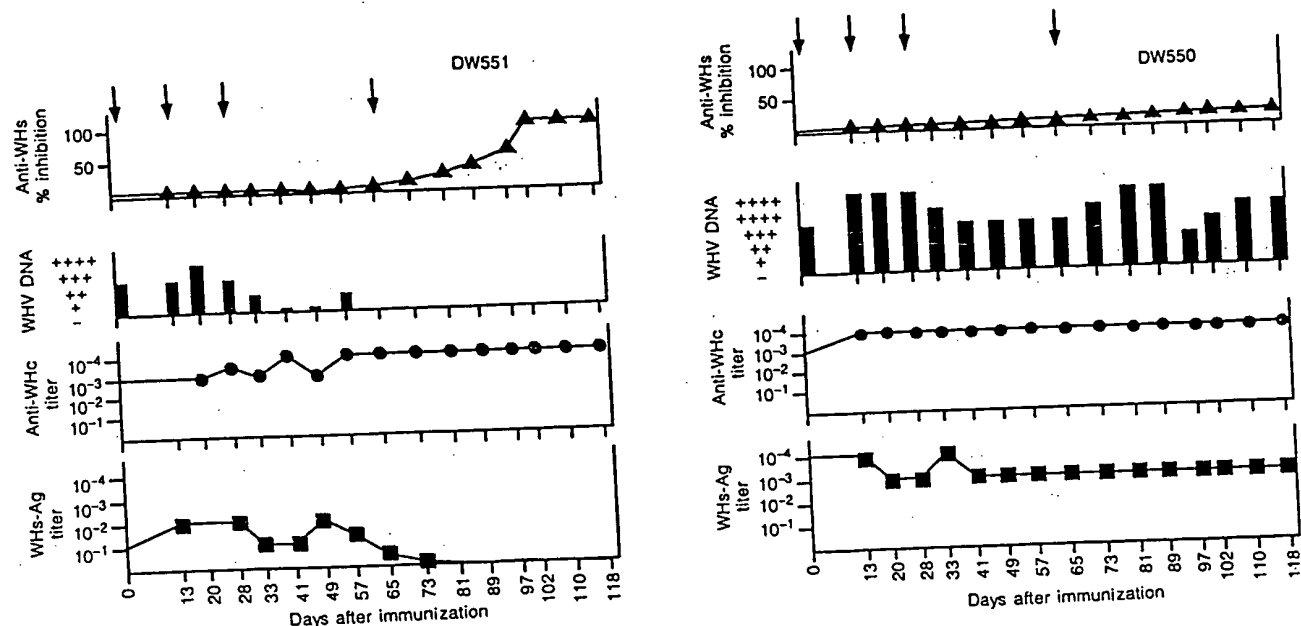 DW551
Anti-WHs
% inhibition
100
50
WHV DNA
++++
+++
++
+
−
Anti-WHc
titer
10-4
10-3
10-2
10-1
WHs-Ag
titer
10-4
10-3
10-2
10-1
0 13 20 28 33 41 49 57 65 73 81 89 97 102 110 118
Days after immunization
DW550
Anti-WHs
% inhibition
100
50
WHV DNA
++++
++++
+++
++
+
−
Anti-WHc
titer
10-4
10-3
10-2
10-1
WHs-Ag
titer
10-4
10-3
10-2
10-1
0 13 20 28 33 41 49 57 65 73 81 89 97 102 110 118
Days after immunization